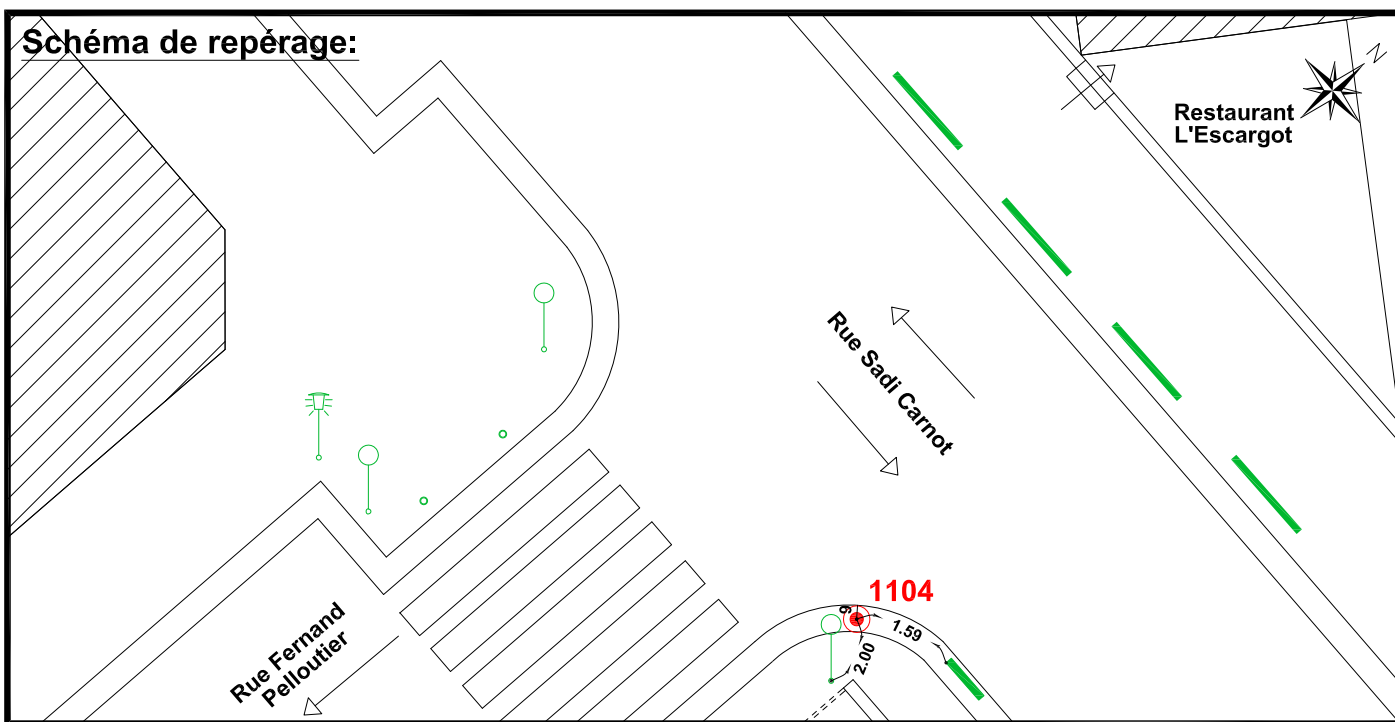 Schéma de repérage:
N
Restaurant
L'Escargot
Rue Sadi Carnot
1104
1.59
2.00
Rue Fernand
Pelloutier